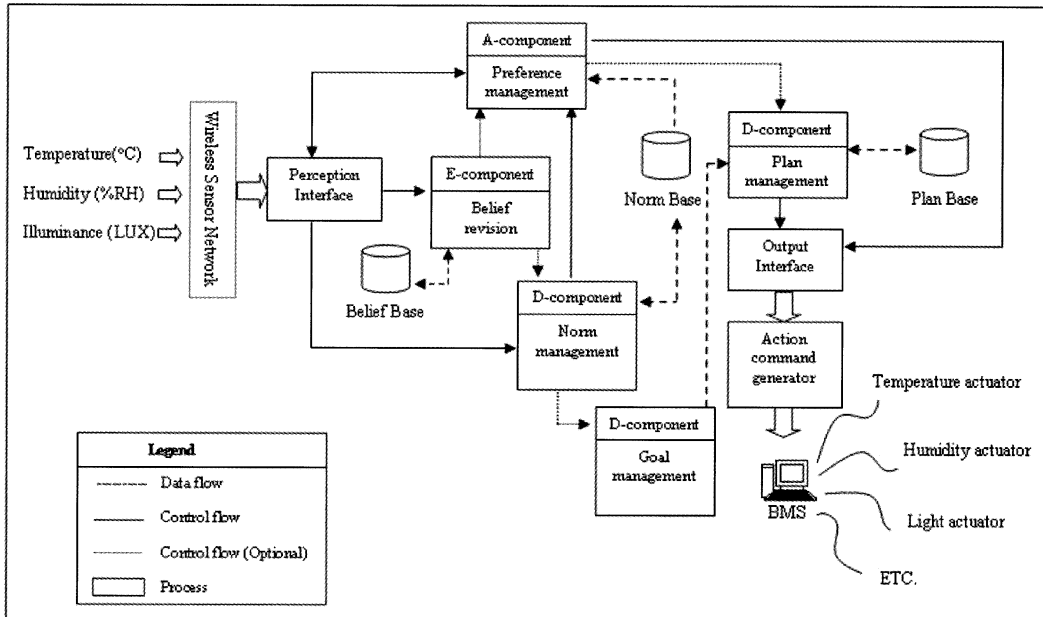 A-component
Preference
management
Temperature(°C)
Humidity (%RH)
Illuminance (LUX)
Wireless Sensor Network
Perception
Interface
E-component
Belief
revision
Belief Base
D-component
Norm
management
Norm Base
D-component
Plan
management
Plan Base
Output
Interface
Action
command
generator
D-component
Goal
management
BMS
Temperature actuator
Humidity actuator
Light actuator
ETC.
Legend
Data flow
Control flow
Control flow (Optional)
Process